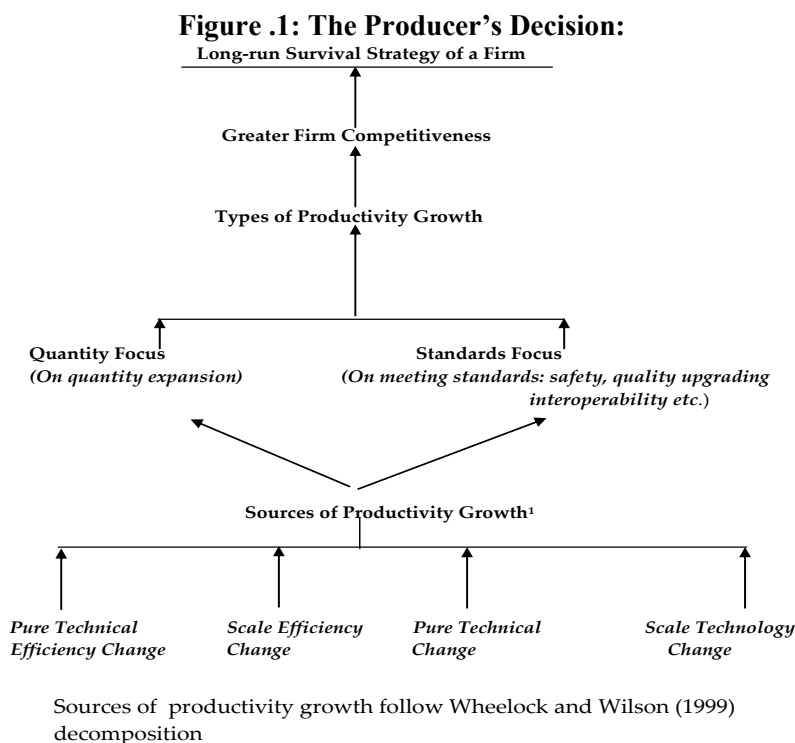 Figure .1: The Producer's Decision:
Long-run Survival Strategy of a Firm
Greater Firm Competitiveness
Types of Productivity Growth
Quantity Focus
(On quantity expansion)
Standards Focus
(On meeting standards: safety, quality upgrading
interoperability etc.)
Sources of Productivity Growth¹
Pure Technical
Efficiency Change
Scale Efficiency
Change
Pure Technical
Change
Scale Technology
Change
Sources of productivity growth follow Wheelock and Wilson (1999)
decomposition